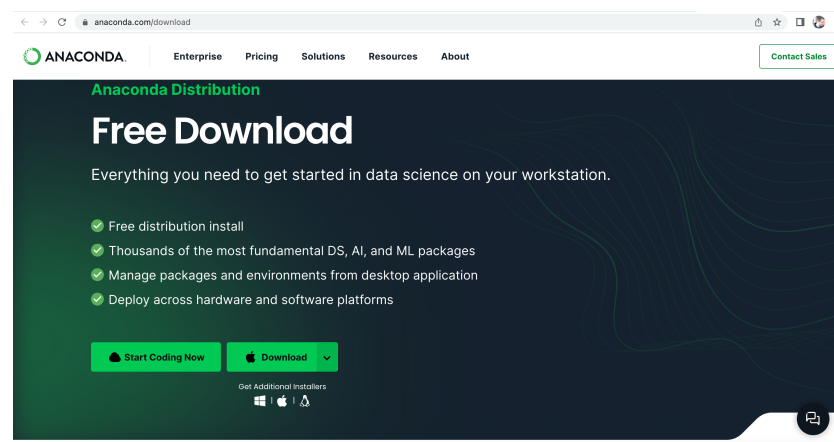 anaconda.com/download
ANACONDA.
Enterprise Pricing Solutions Resources About
Contact Sales
Anaconda Distribution
Free Download
Everything you need to get started in data science on your workstation.
Free distribution install
Thousands of the most fundamental DS, AI, and ML packages
Manage packages and environments from desktop application
Deploy across hardware and software platforms
Start Coding Now Download
Get Additional Installers
| |